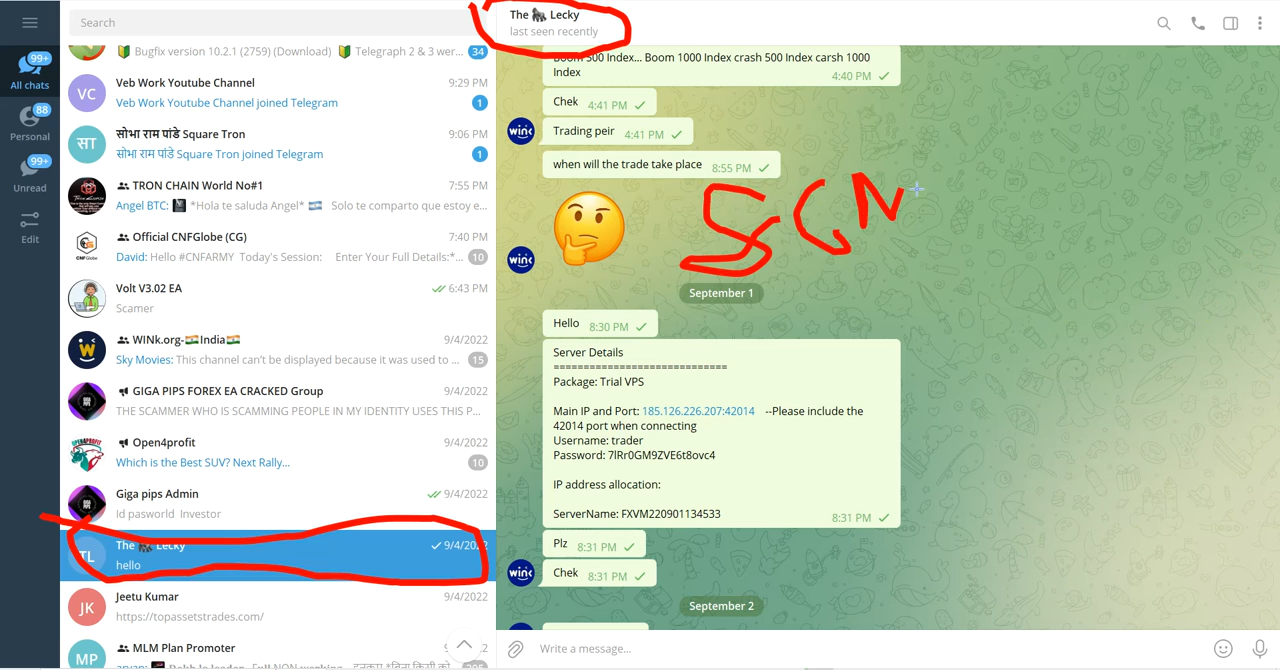 Search
All chats
99+
Personal
88
Unread
99+
Edit
Bugfix version 10.2.1 (2759) (Download) 🔰 Telegraph 2 & 3 wer...
34
VC
Veb Work Youtube Channel
9:29 PM
Veb Work Youtube Channel joined Telegram
1
सोभा राम पांडे Square Tron
9:06 PM
सोभा राम पांडे Square Tron joined Telegram
1
TRON CHAIN World No#1
7:55 PM
Angel BTC: *Hola te saluda Angel* Solo te comparto que estoy e...
Official CNFGlobe (CG)
7:40 PM
David: Hello #CNFARMY Today's Session: Enter Your Full Details:*...
10
Volt V3.02 EA
6:43 PM
Scamer
WINk.org-🇮🇳India🇮🇳
9/4/2022
Sky Movies: This channel can't be displayed because it was used to ...
15
GIGA PIPS FOREX EA CRACKED Group
9/4/2022
THE SCAMMER WHO IS SCAMMING PEOPLE IN MY IDENTITY USES THIS P...
Open4profit
9/4/2022
Which is the Best SUV? Next Rally...
10
Giga pips Admin
9/4/2022
Id pasworld Investor
TL
The 🦍 Lecky
9/4/2022
hello
JK
Jeetu Kumar
9/4/2022
https://topassetstrades.com/
MP
MLM Plan Promoter
The 🦍 Lecky
last seen recently
Boom 500 Index... Boom 1000 Index crash 500 Index carsh 1000
Index
4:40 PM
Chek 4:41 PM
Trading peir 4:41 PM
when will the trade take place 8:55 PM
wink
SCN
wink
September 1
Hello 8:30 PM
Server Details
============================
Package: Trial VPS
Main IP and Port: 185.126.226.207:42014 --Please include the
42014 port when connecting
Username: trader
Password: 7lRr0GM9ZVE6t8ovc4
IP address allocation:
ServerName: FXVM220901134533
8:31 PM
Plz 8:31 PM
Chek 8:31 PM
wink
September 2
Write a message...